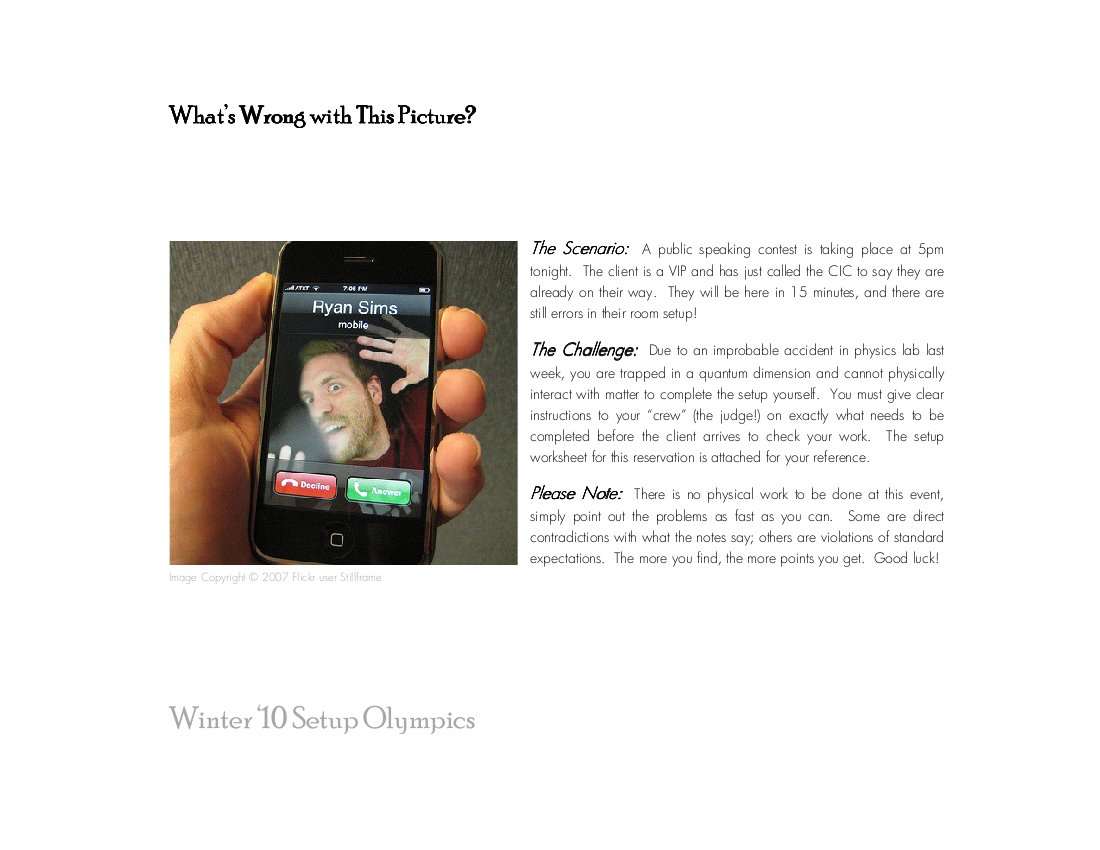 What's Wrong with This Picture?
AT&T 7:06 PM
Ryan Sims
mobile
Decline Answer
Image Copyright © 2007 Flickr user Stillframe
The Scenario: A public speaking contest is taking place at 5pm
tonight. The client is a VIP and has just called the CIC to say they are
already on their way. They will be here in 15 minutes, and there are
still errors in their room setup!
The Challenge: Due to an improbable accident in physics lab last
week, you are trapped in a quantum dimension and cannot physically
interact with matter to complete the setup yourself. You must give clear
instructions to your "crew" (the judge!) on exactly what needs to be
completed before the client arrives to check your work. The setup
worksheet for this reservation is attached for your reference.
Please Note: There is no physical work to be done at this event,
simply point out the problems as fast as you can. Some are direct
contradictions with what the notes say; others are violations of standard
expectations. The more you find, the more points you get. Good luck!
Winter '10 Setup Olympics